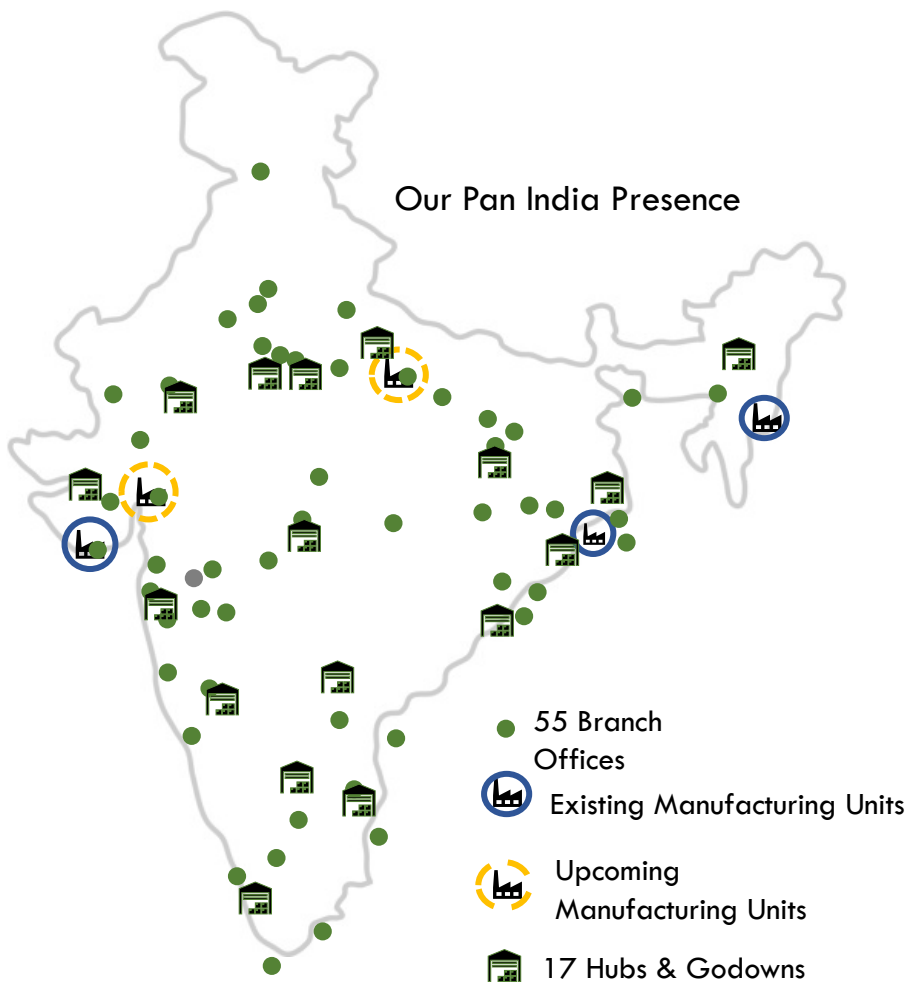 Our Pan India Presence
55 Branch
Offices
Existing Manufacturing Units
Upcoming
Manufacturing Units
17 Hubs & Godowns